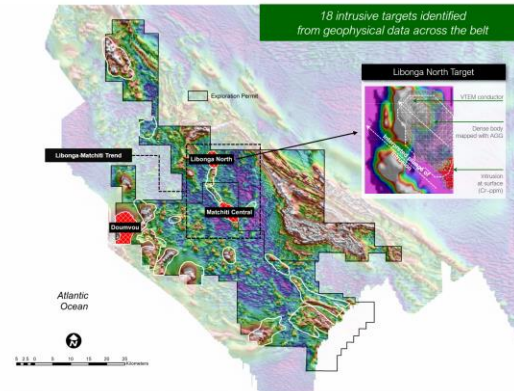 18 intrusive targets identified
from geophysical data across the belt
Libonga North Target
Exploration Permit
VTEM conductor
Dense body
mapped with AGG
Libonga-Matchiti Trend
Libonga North
Intrusion
at surface
(Cr-ppm)
Matchiti Central
Doumvou
Atlantic
Ocean
N
Kilometers